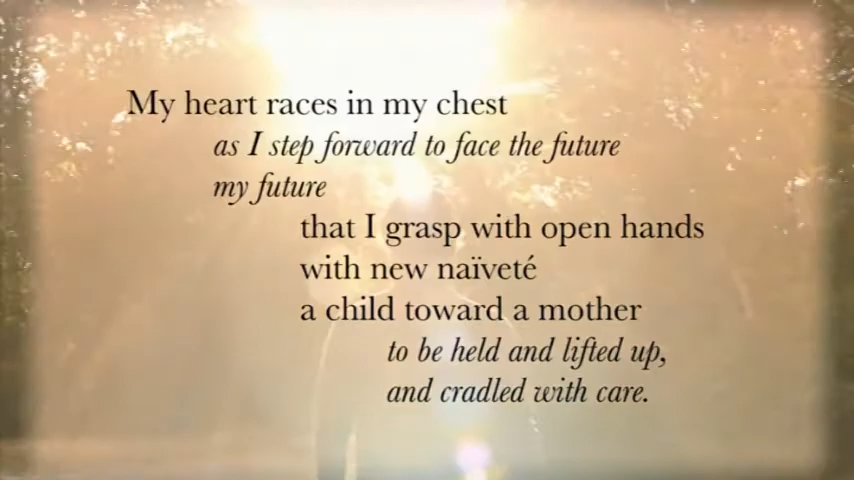 My heart races in my chest
as I step forward to face the future
my future
that I grasp with open hands
with new naïveté
a child toward a mother
to be held and lifted up,
and cradled with care.